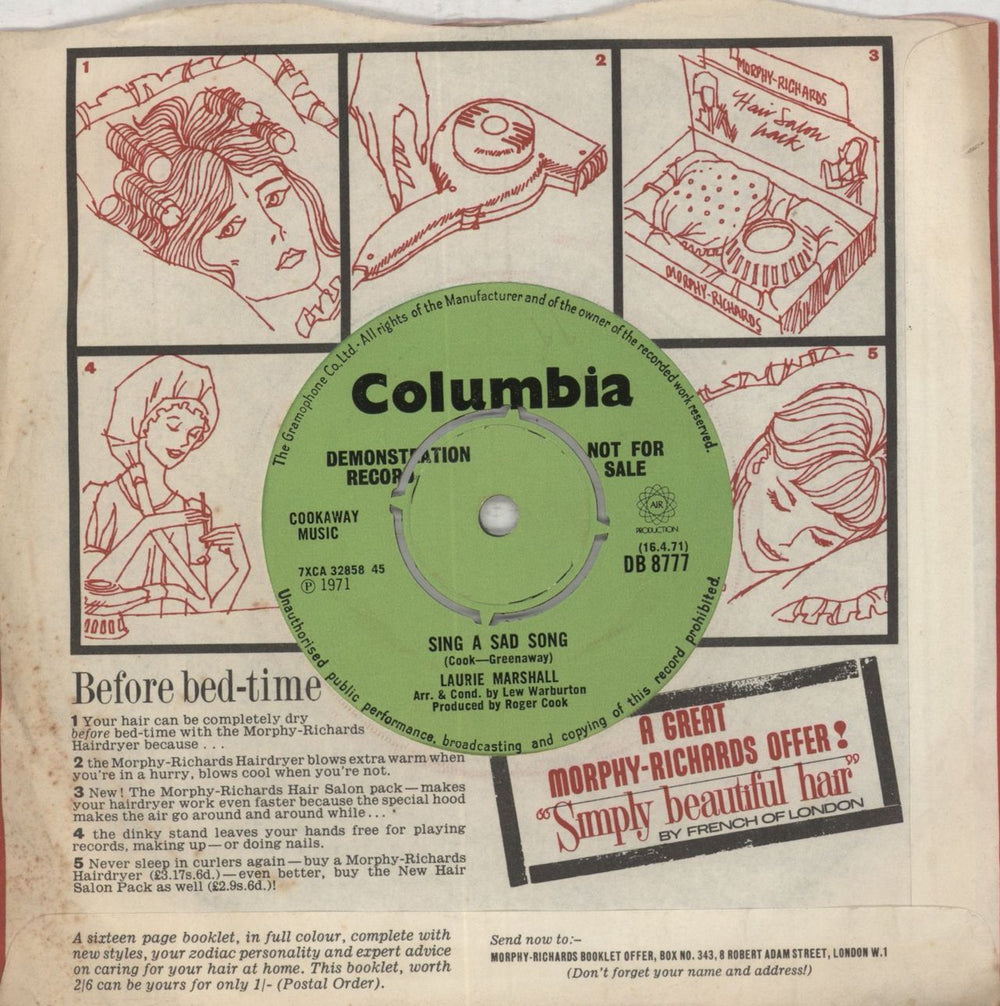 1
2
3
MORPHY-RICHARDS
Hair Salon
pack
MORPHY-RICHARDS
4
5
The Gramophone Co. Ltd. - All rights of the Manufacturer and of the owner of the recorded work reserved.
Columbia
DEMONSTRATION
RECORD
NOT FOR
SALE
COOKAWAY
MUSIC
AIR
PRODUCTION
7XCA 32858 45
Ⓟ 1971
(16.4.71)
DB 8777
SING A SAD SONG
(Cook—Greenaway)
LAURIE MARSHALL
Arr. & Cond. by Lew Warburton
Produced by Roger Cook
Unauthorised public performance, broadcasting and copying of this record prohibited.
Before bed-time
1 Your hair can be completely dry
before bed-time with the Morphy-Richards
Hairdryer because ...
2 the Morphy-Richards Hairdryer blows extra warm when
you're in a hurry, blows cool when you're not.
3 New! The Morphy-Richards Hair Salon pack—makes
your hairdryer work even faster because the special hood
makes the air go around and around while...
4 the dinky stand leaves your hands free for playing
records, making up—or doing nails.
5 Never sleep in curlers again—buy a Morphy-Richards
Hairdryer (£3.17s.6d.)—even better, buy the New Hair
Salon Pack as well (£2.9s.6d.)!
A GREAT
MORPHY-RICHARDS OFFER!
“Simply beautiful hair”
BY FRENCH OF LONDON
A sixteen page booklet, in full colour, complete with
new styles, your zodiac personality and expert advice
on caring for your hair at home. This booklet, worth
2/6 can be yours for only 1/- (Postal Order).
Send now to:–
MORPHY-RICHARDS BOOKLET OFFER, BOX NO. 343, 8 ROBERT ADAM STREET, LONDON W.1
(Don't forget your name and address!)